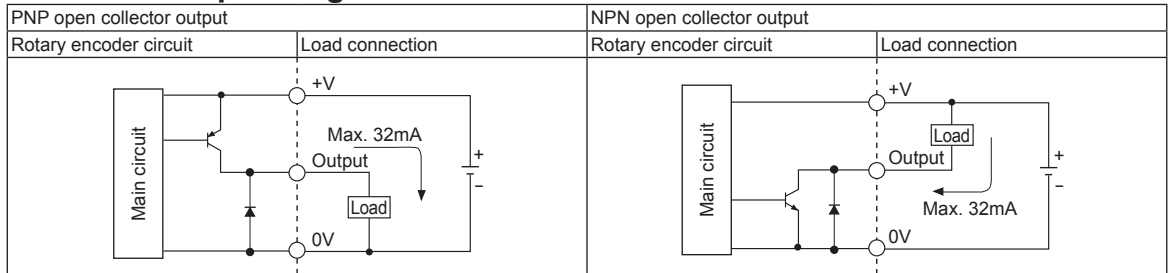 PNP open collector output
Rotary encoder circuit
Load connection
Main circuit
+V
Max. 32mA
Output
Load
0V
+
−
NPN open collector output
Rotary encoder circuit
Load connection
Main circuit
+V
Load
Output
Max. 32mA
0V
+
−